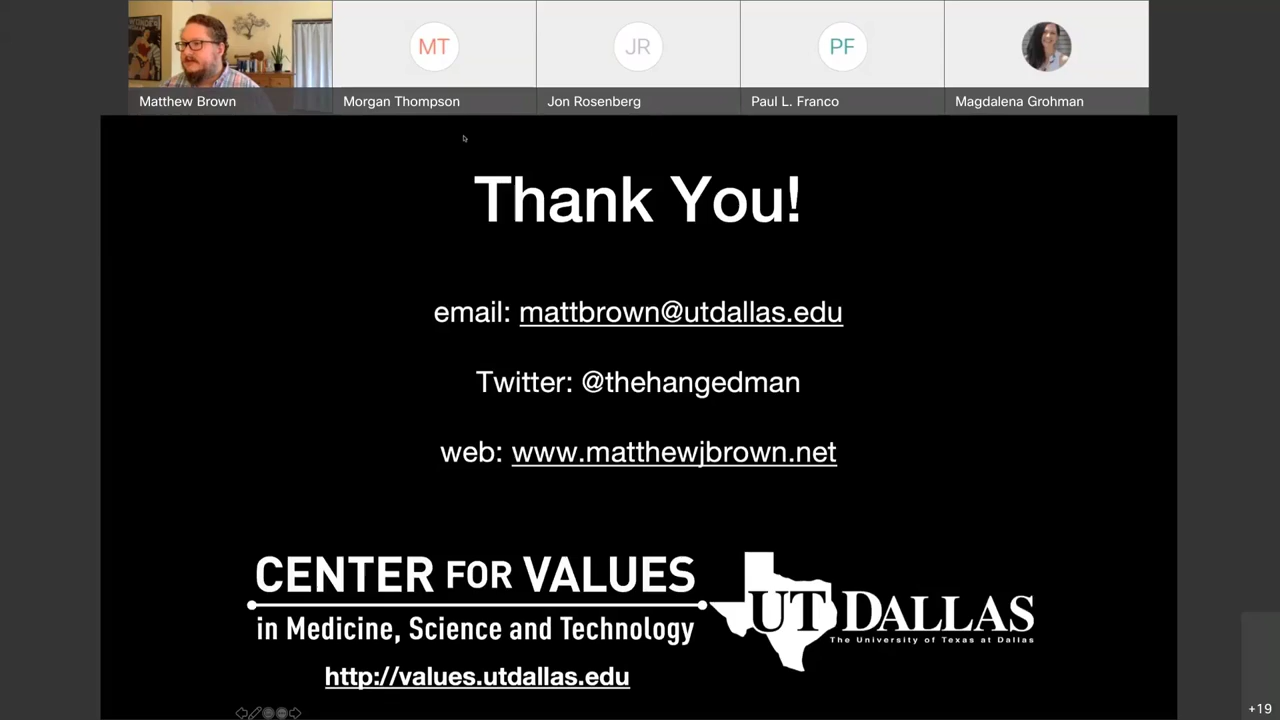 MT
JR
PF
Matthew Brown
Morgan Thompson
Jon Rosenberg
Paul L. Franco
Magdalena Grohman
Thank You!
email: mattbrown@utdallas.edu
Twitter: @thehangedman
web: www.matthewjbrown.net
CENTER FOR VALUES
in Medicine, Science and Technology
http://values.utdallas.edu
UT DALLAS
The University of Texas at Dallas
+19